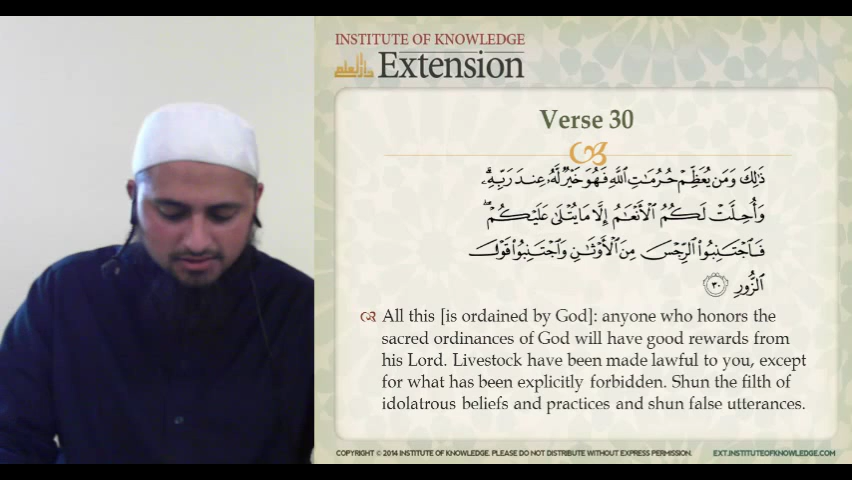 INSTITUTE OF KNOWLEDGE
دار العلم Extension
Verse 30
ذَٰلِكَ وَمَن يُعَظِّمْ حُرُمَٰتِ ٱللَّهِ فَهُوَ خَيْرٌ لَّهُۥ عِندَ رَبِّهِۦ ۗ
وَأُحِلَّتْ لَكُمُ ٱلْأَنْعَٰمُ إِلَّا مَا يُتْلَىٰ عَلَيْكُمْ ۖ
فَٱجْتَنِبُوا۟ ٱلرِّجْسَ مِنَ ٱلْأَوْثَٰنِ وَٱجْتَنِبُوا۟ قَوْلَ
ٱلزُّورِ ٣٠
All this [is ordained by God]: anyone who honors the
sacred ordinances of God will have good rewards from
his Lord. Livestock have been made lawful to you, except
for what has been explicitly forbidden. Shun the filth of
idolatrous beliefs and practices and shun false utterances.
COPYRIGHT © 2014 INSTITUTE OF KNOWLEDGE. PLEASE DO NOT DISTRIBUTE WITHOUT EXPRESS PERMISSION. EXT.INSTITUTEOFKNOWLEDGE.COM